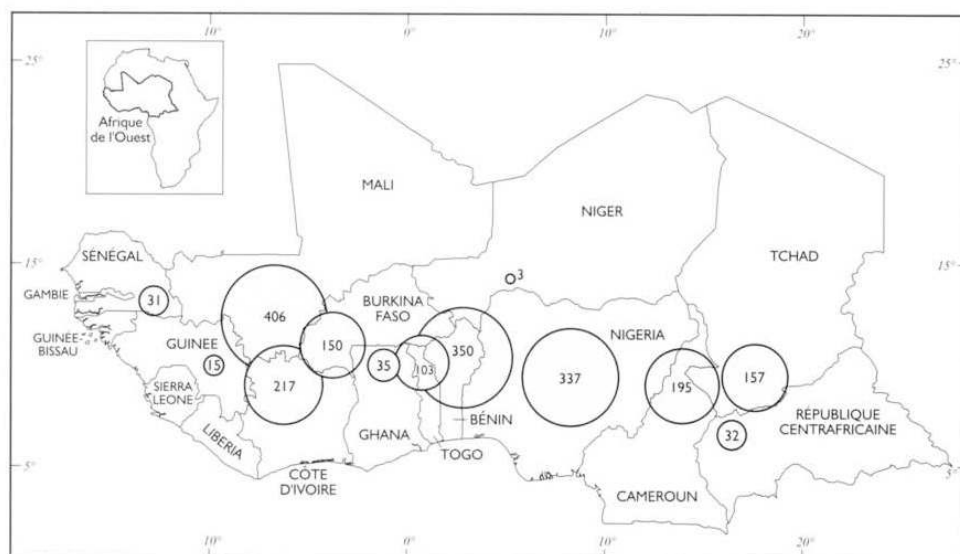 10°
0°
10°
20°
25°
25°
Afrique
de l'Ouest
MALI
NIGER
TCHAD
SÉNÉGAL
15°
15°
GAMBIE
31
3
BURKINA
FASO
406
NIGERIA
GUINÉE-
BISSAU
GUINEE
150
350
15
35
103
337
157
217
195
SIERRA
LEONE
LIBERIA
GHANA
BÉNIN
TOGO
32
RÉPUBLIQUE
CENTRAFRICAINE
5°
5°
CÔTE
D'IVOIRE
CAMEROUN
10°
0°
10°
20°